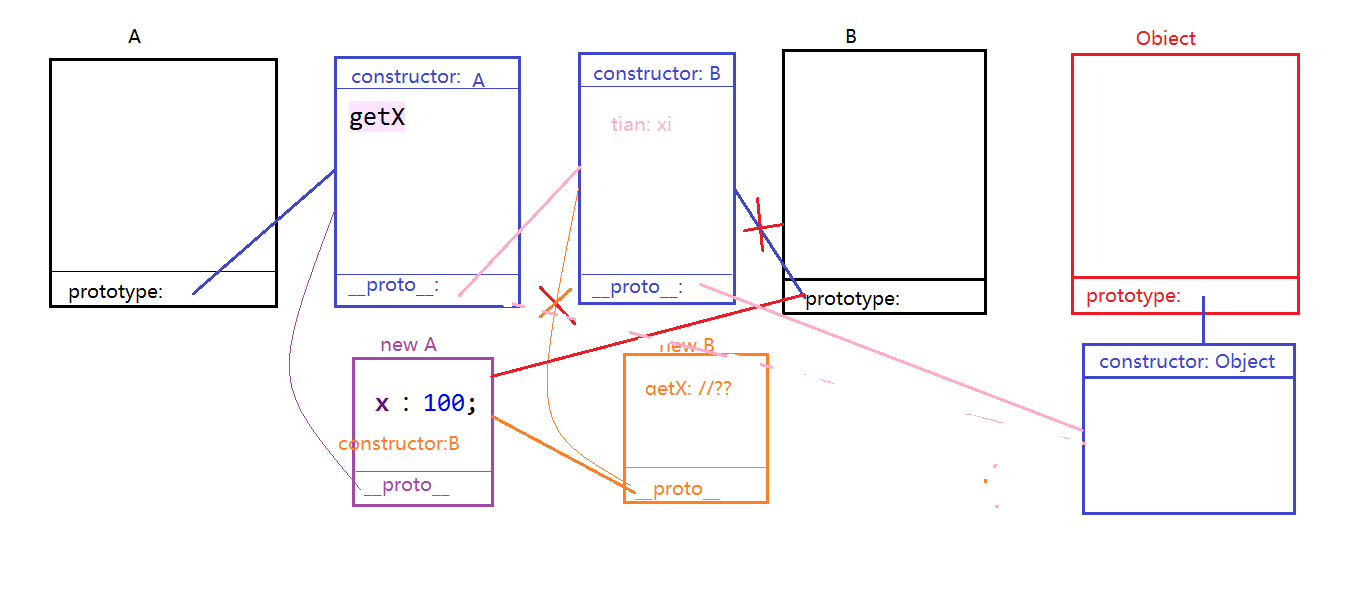 A
B
Object
constructor: A
constructor: B
getX
tian: xi
__proto__:
__proto__:
prototype:
prototype:
prototype:
new A
new B
constructor: Object
x : 100;
getX: //??
constructor:B
__proto__
__proto__